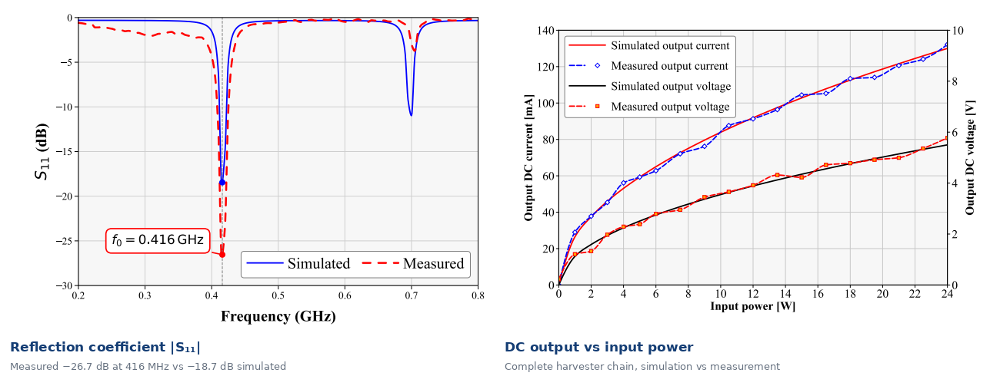 0
−5
−10
−15
−20
−25
−30
S11 (dB)
f0 = 0.416 GHz
Simulated
Measured
0.2 0.3 0.4 0.5 0.6 0.7 0.8
Frequency (GHz)
Reflection coefficient |S₁₁|
Measured −26.7 dB at 416 MHz vs −18.7 dB simulated
140
120
100
80
60
40
20
0
Output DC current [mA]
Simulated output current
Measured output current
Simulated output voltage
Measured output voltage
10
8
6
4
2
0
Output DC voltage [V]
0 2 4 6 8 10 12 14 16 18 20 22 24
Input power [W]
DC output vs input power
Complete harvester chain, simulation vs measurement